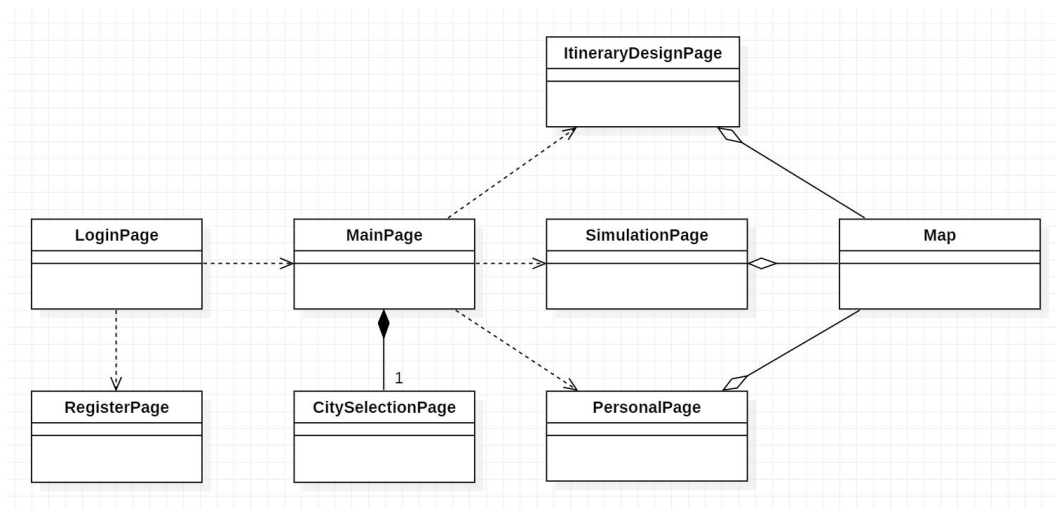 ItineraryDesignPage
LoginPage
MainPage
SimulationPage
Map
1
RegisterPage
CitySelectionPage
PersonalPage